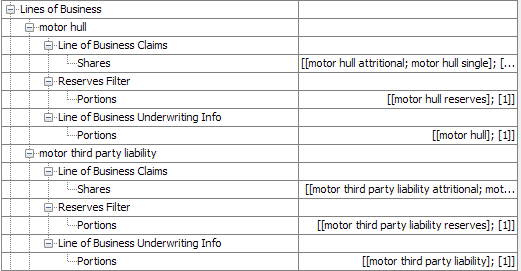 Lines of Business
motor hull
Line of Business Claims
Shares [[motor hull attritional; motor hull single]; [...
Reserves Filter
Portions [[motor hull reserves]; [1]]
Line of Business Underwriting Info
Portions [[motor hull]; [1]]
motor third party liability
Line of Business Claims
Shares [[motor third party liability attritional; mot...
Reserves Filter
Portions [[motor third party liability reserves]; [1]]
Line of Business Underwriting Info
Portions [[motor third party liability]; [1]]